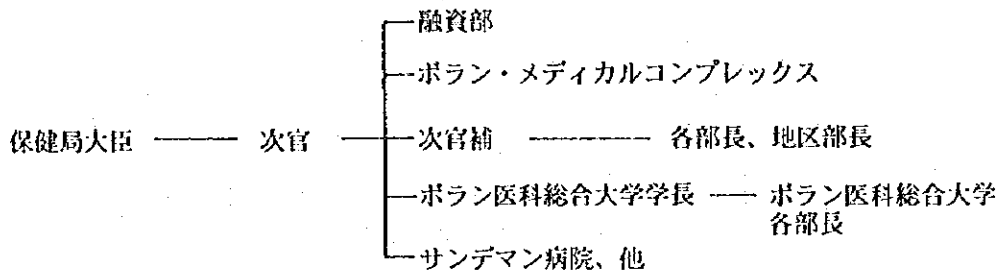 融資部
ボラン・メディカルコンプレックス
保健局大臣 次官 次官補 各部長、地区部長
ボラン医科総合大学学長 ボラン医科総合大学
各部長
サンデマン病院、他